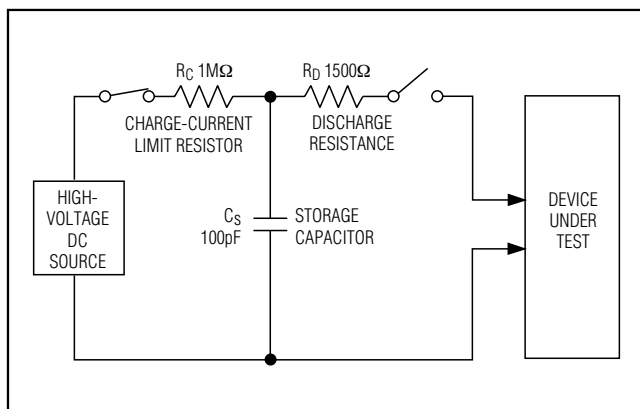 R_C 1MΩ
CHARGE-CURRENT
LIMIT RESISTOR
R_D 1500Ω
DISCHARGE
RESISTANCE
HIGH-
VOLTAGE
DC
SOURCE
C_S
100pF
STORAGE
CAPACITOR
DEVICE
UNDER
TEST